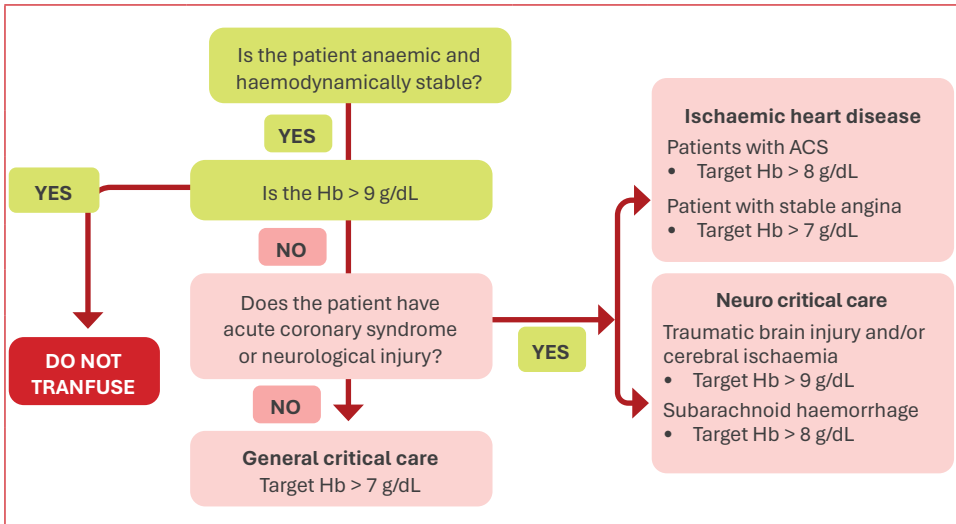 Is the patient anaemic and
haemodynamically stable?
YES
Is the Hb > 9 g/dL
YES
DO NOT
TRANFUSE
NO
Does the patient have
acute coronary syndrome
or neurological injury?
YES
NO
General critical care
Target Hb > 7 g/dL
Ischaemic heart disease
Patients with ACS
• Target Hb > 8 g/dL
Patient with stable angina
• Target Hb > 7 g/dL
Neuro critical care
Traumatic brain injury and/or
cerebral ischaemia
• Target Hb > 9 g/dL
Subarachnoid haemorrhage
• Target Hb > 8 g/dL